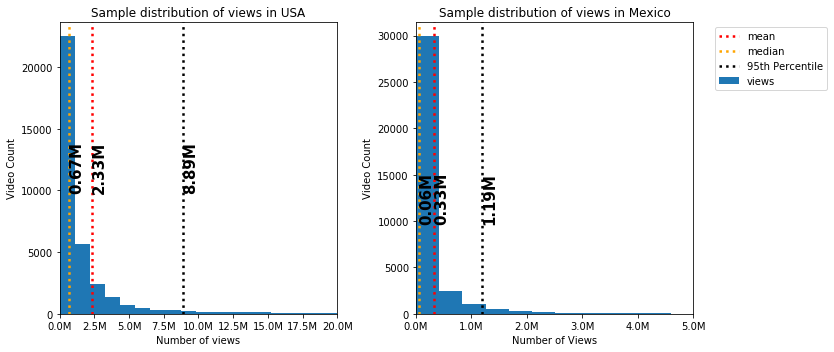 Sample distribution of views in USA
Video Count
20000
15000
10000
5000
0
0.67M
2.33M
8.89M
0.0M 2.5M 5.0M 7.5M 10.0M 12.5M 15.0M 17.5M 20.0M
Number of views
Sample distribution of views in Mexico
Video Count
30000
25000
20000
15000
10000
5000
0
0.06M
0.33M
1.19M
0.0M 1.0M 2.0M 3.0M 4.0M 5.0M
Number of Views
mean
median
95th Percentile
views